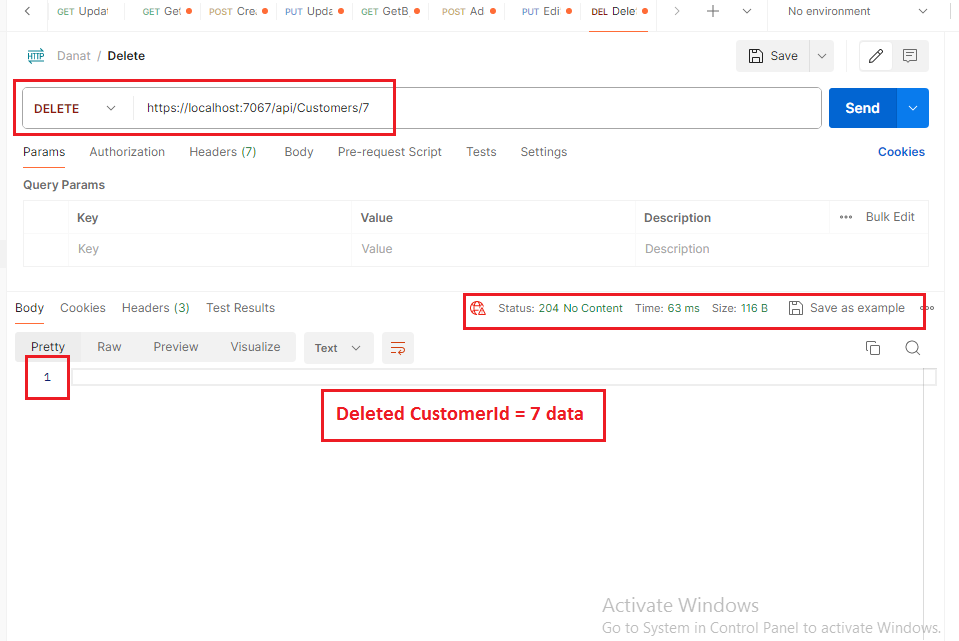 GET Updat GET Get POST Cre. PUT Upda GET GetB POST Ad PUT Edi DEL Dele No environment
HTTP Danat / Delete Save
DELETE https://localhost:7067/api/Customers/7 Send
Params Authorization Headers (7) Body Pre-request Script Tests Settings Cookies
Query Params
Key Value Description Bulk Edit
Key Value Description
Body Cookies Headers (3) Test Results Status: 204 No Content Time: 63 ms Size: 116 B Save as example
Pretty Raw Preview Visualize Text
1
Deleted CustomerId = 7 data
Activate Windows
Go to System in Control Panel to activate Windows.